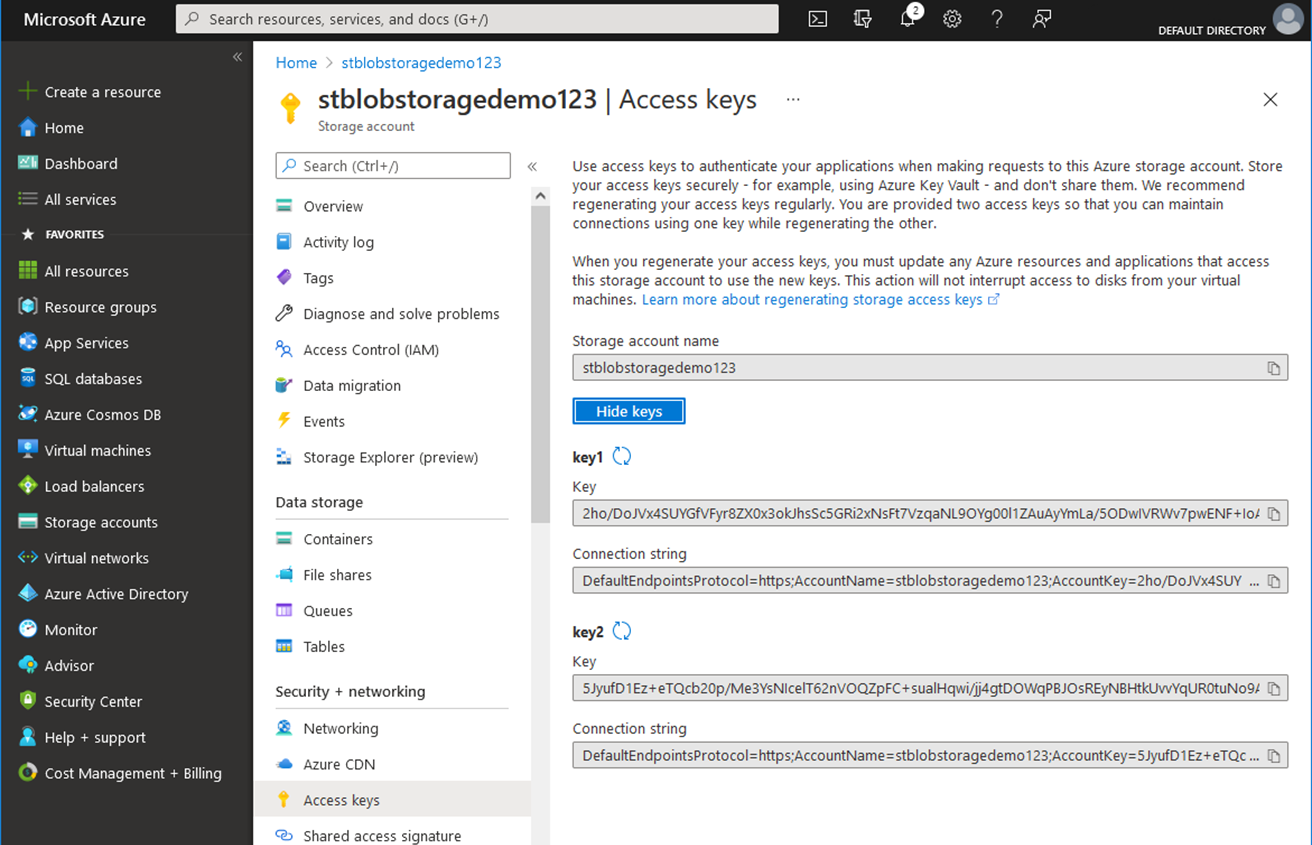 Microsoft Azure
Search resources, services, and docs (G+/)
2
DEFAULT DIRECTORY
Create a resource
Home
Dashboard
All services
FAVORITES
All resources
Resource groups
App Services
SQL databases
Azure Cosmos DB
Virtual machines
Load balancers
Storage accounts
Virtual networks
Azure Active Directory
Monitor
Advisor
Security Center
Help + support
Cost Management + Billing
Home > stblobstoragedemo123
stblobstoragedemo123 | Access keys ...
Storage account
Search (Ctrl+/)
Overview
Activity log
Tags
Diagnose and solve problems
Access Control (IAM)
Data migration
Events
Storage Explorer (preview)
Data storage
Containers
File shares
Queues
Tables
Security + networking
Networking
Azure CDN
Access keys
Shared access signature
Use access keys to authenticate your applications when making requests to this Azure storage account. Store
your access keys securely - for example, using Azure Key Vault - and don't share them. We recommend
regenerating your access keys regularly. You are provided two access keys so that you can maintain
connections using one key while regenerating the other.
When you regenerate your access keys, you must update any Azure resources and applications that access
this storage account to use the new keys. This action will not interrupt access to disks from your virtual
machines. Learn more about regenerating storage access keys
Storage account name
stblobstoragedemo123
Hide keys
key1
Key
Connection string
DefaultEndpointsProtocol=https;AccountName=stblobstoragedemo123;AccountKey=2ho/DoJVx4SUY ...
key2
Key
Connection string
DefaultEndpointsProtocol=https;AccountName=stblobstoragedemo123;AccountKey=5JyufD1Ez+eTQc ...